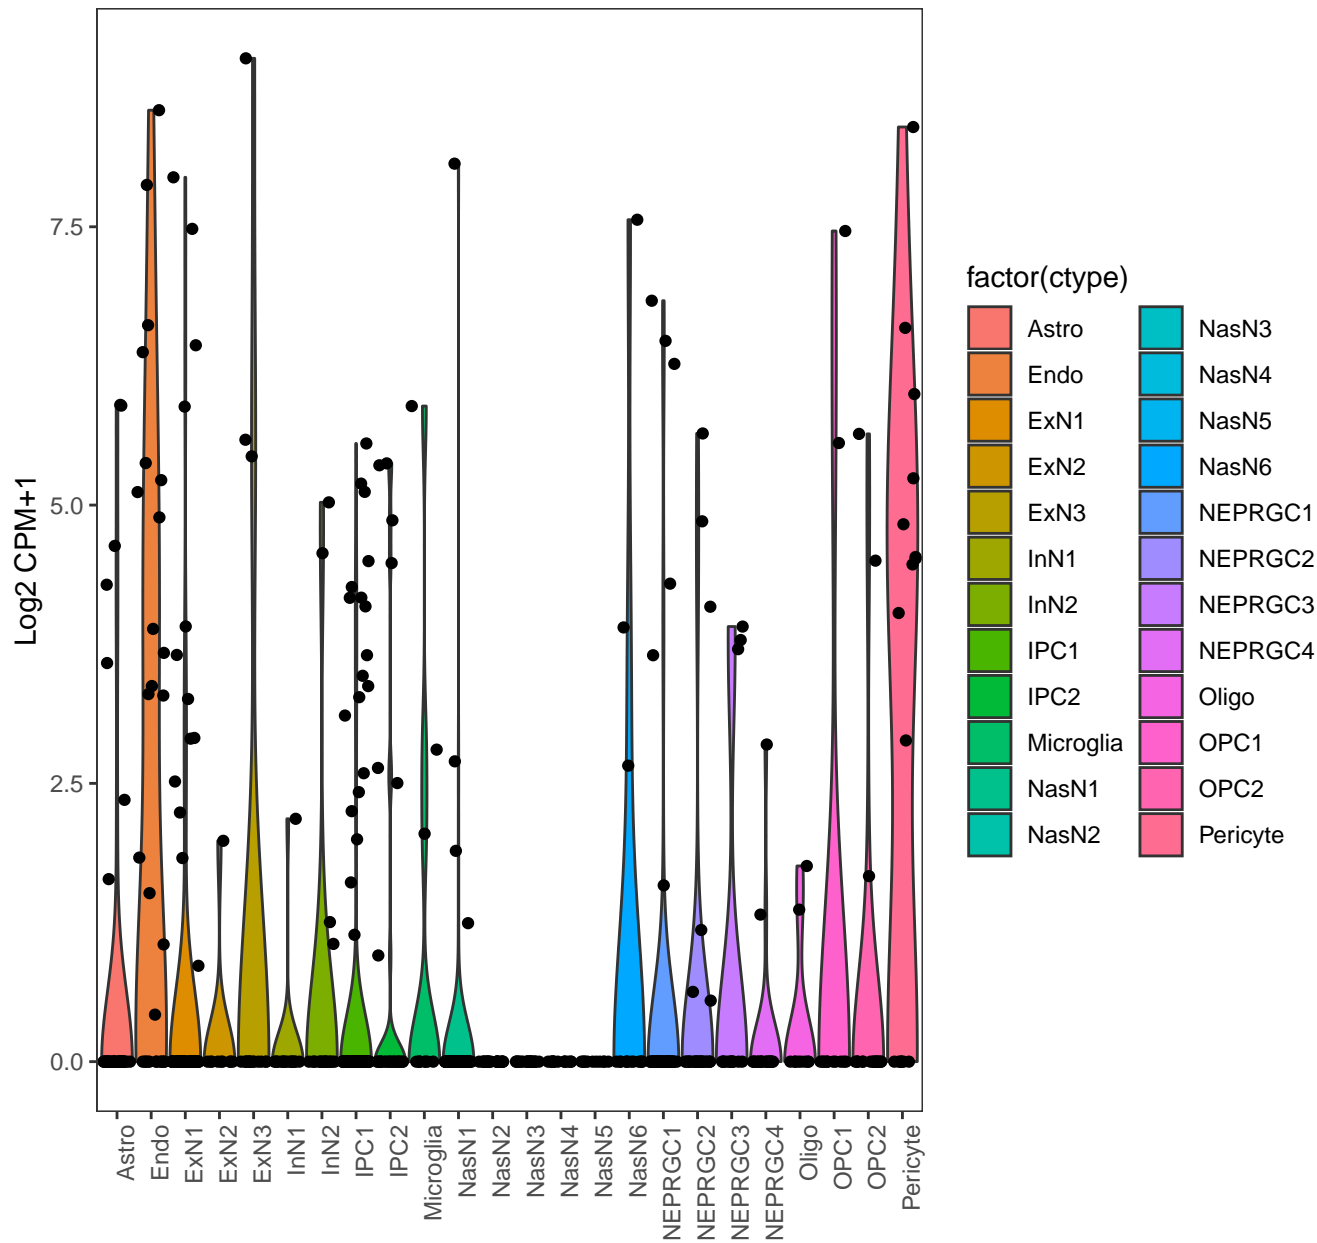 Log2 CPM+1
7.5
5.0
2.5
0.0
Astro
Endo
ExN1
ExN2
ExN3
InN1
InN2
IPC1
IPC2
Microglia
NasN1
NasN2
NasN3
NasN4
NasN5
NasN6
NEPRGC1
NEPRGC2
NEPRGC3
NEPRGC4
Oligo
OPC1
OPC2
Pericyte
factor(ctype)
Astro
Endo
ExN1
ExN2
ExN3
InN1
InN2
IPC1
IPC2
Microglia
NasN1
NasN2
NasN3
NasN4
NasN5
NasN6
NEPRGC1
NEPRGC2
NEPRGC3
NEPRGC4
Oligo
OPC1
OPC2
Pericyte